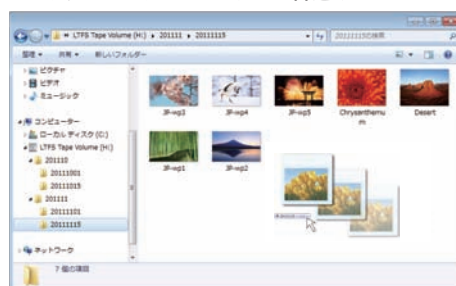 LTFS Tape Volume (H:) ▸ 201111 ▸ 20111115
20111115の検索
整理 ▾ 共有 ▾ 新しいフォルダー
ピクチャ
ビデオ
ミュージック
コンピューター
ローカル ディスク (C:)
LTFS Tape Volume (H:)
201110
20111001
20111015
201111
20111101
20111115
ネットワーク
JP-wp3 JP-wp4 JP-wp5 Chrysanthemum Desert
JP-wp1 JP-wp2
7 個の項目